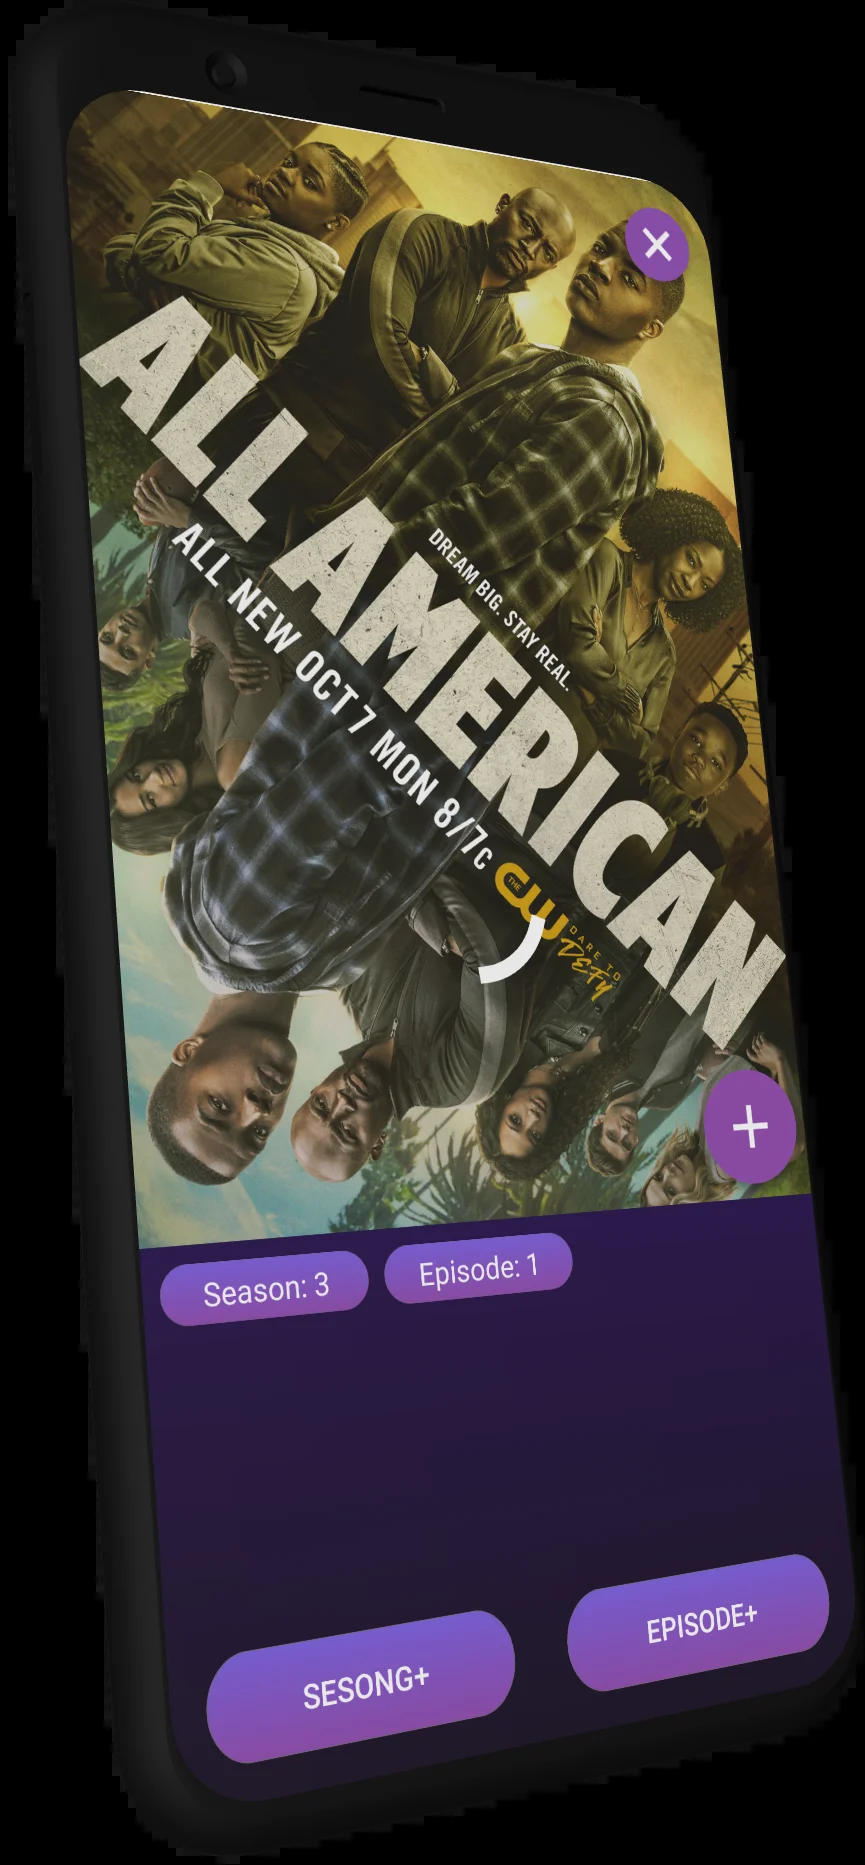 DREAM BIG. STAY REAL.
ALL AMERICAN
ALL NEW OCT 7 MON 8/7c
THE CW
DARE TO
DEFY
Season: 3
Episode: 1
SESONG+
EPISODE+